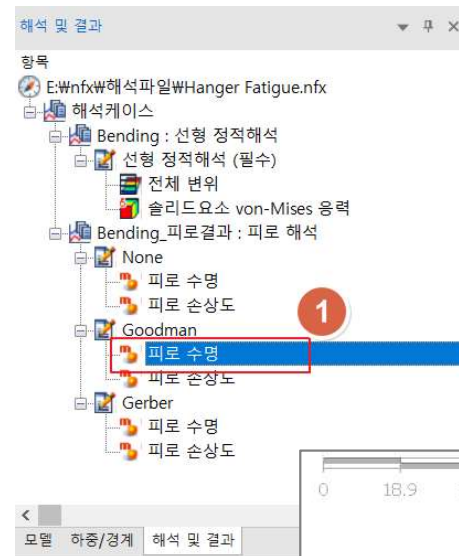 해석 및 결과
항목
E:₩nfx₩해석파일₩Hanger Fatigue.nfx
해석케이스
Bending : 선형 정적해석
선형 정적해석 (필수)
전체 변위
솔리드요소 von-Mises 응력
Bending_피로결과 : 피로 해석
None
피로 수명
피로 손상도
1
Goodman
피로 수명
피로 손상도
Gerber
피로 수명
피로 손상도
0 18.9
모델 하중/경계 해석 및 결과